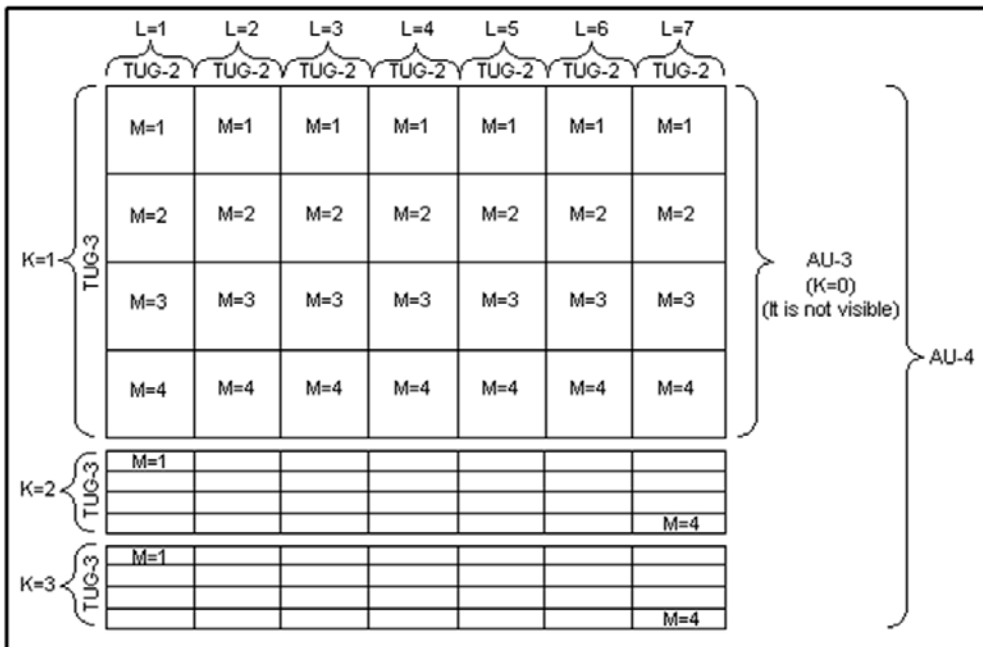 L=1 L=2 L=3 L=4 L=5 L=6 L=7
TUG-2 TUG-2 TUG-2 TUG-2 TUG-2 TUG-2 TUG-2
M=1 M=1 M=1 M=1 M=1 M=1 M=1
M=2 M=2 M=2 M=2 M=2 M=2 M=2
K=1 TUG-3
M=3 M=3 M=3 M=3 M=3 M=3 M=3
M=4 M=4 M=4 M=4 M=4 M=4 M=4
AU-3
(K=0)
(It is not visible)
AU-4
K=2 TUG-3
M=1
M=4
K=3 TUG-3
M=1
M=4